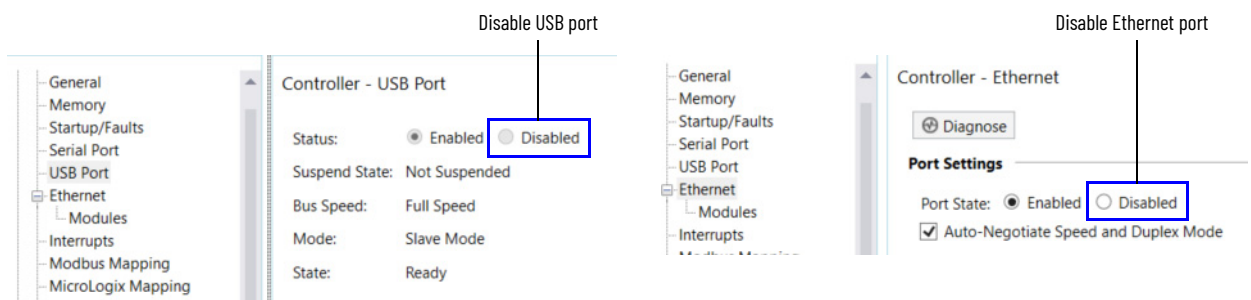 Disable USB port
General
Memory
Startup/Faults
Serial Port
USB Port
Ethernet
Modules
Interrupts
Modbus Mapping
MicroLogix Mapping
Controller - USB Port
Status: Enabled Disabled
Suspend State: Not Suspended
Bus Speed: Full Speed
Mode: Slave Mode
State: Ready
Disable Ethernet port
General
Memory
Startup/Faults
Serial Port
USB Port
Ethernet
Modules
Interrupts
Modbus Mapping
Controller - Ethernet
Diagnose
Port Settings
Port State: Enabled Disabled
Auto-Negotiate Speed and Duplex Mode